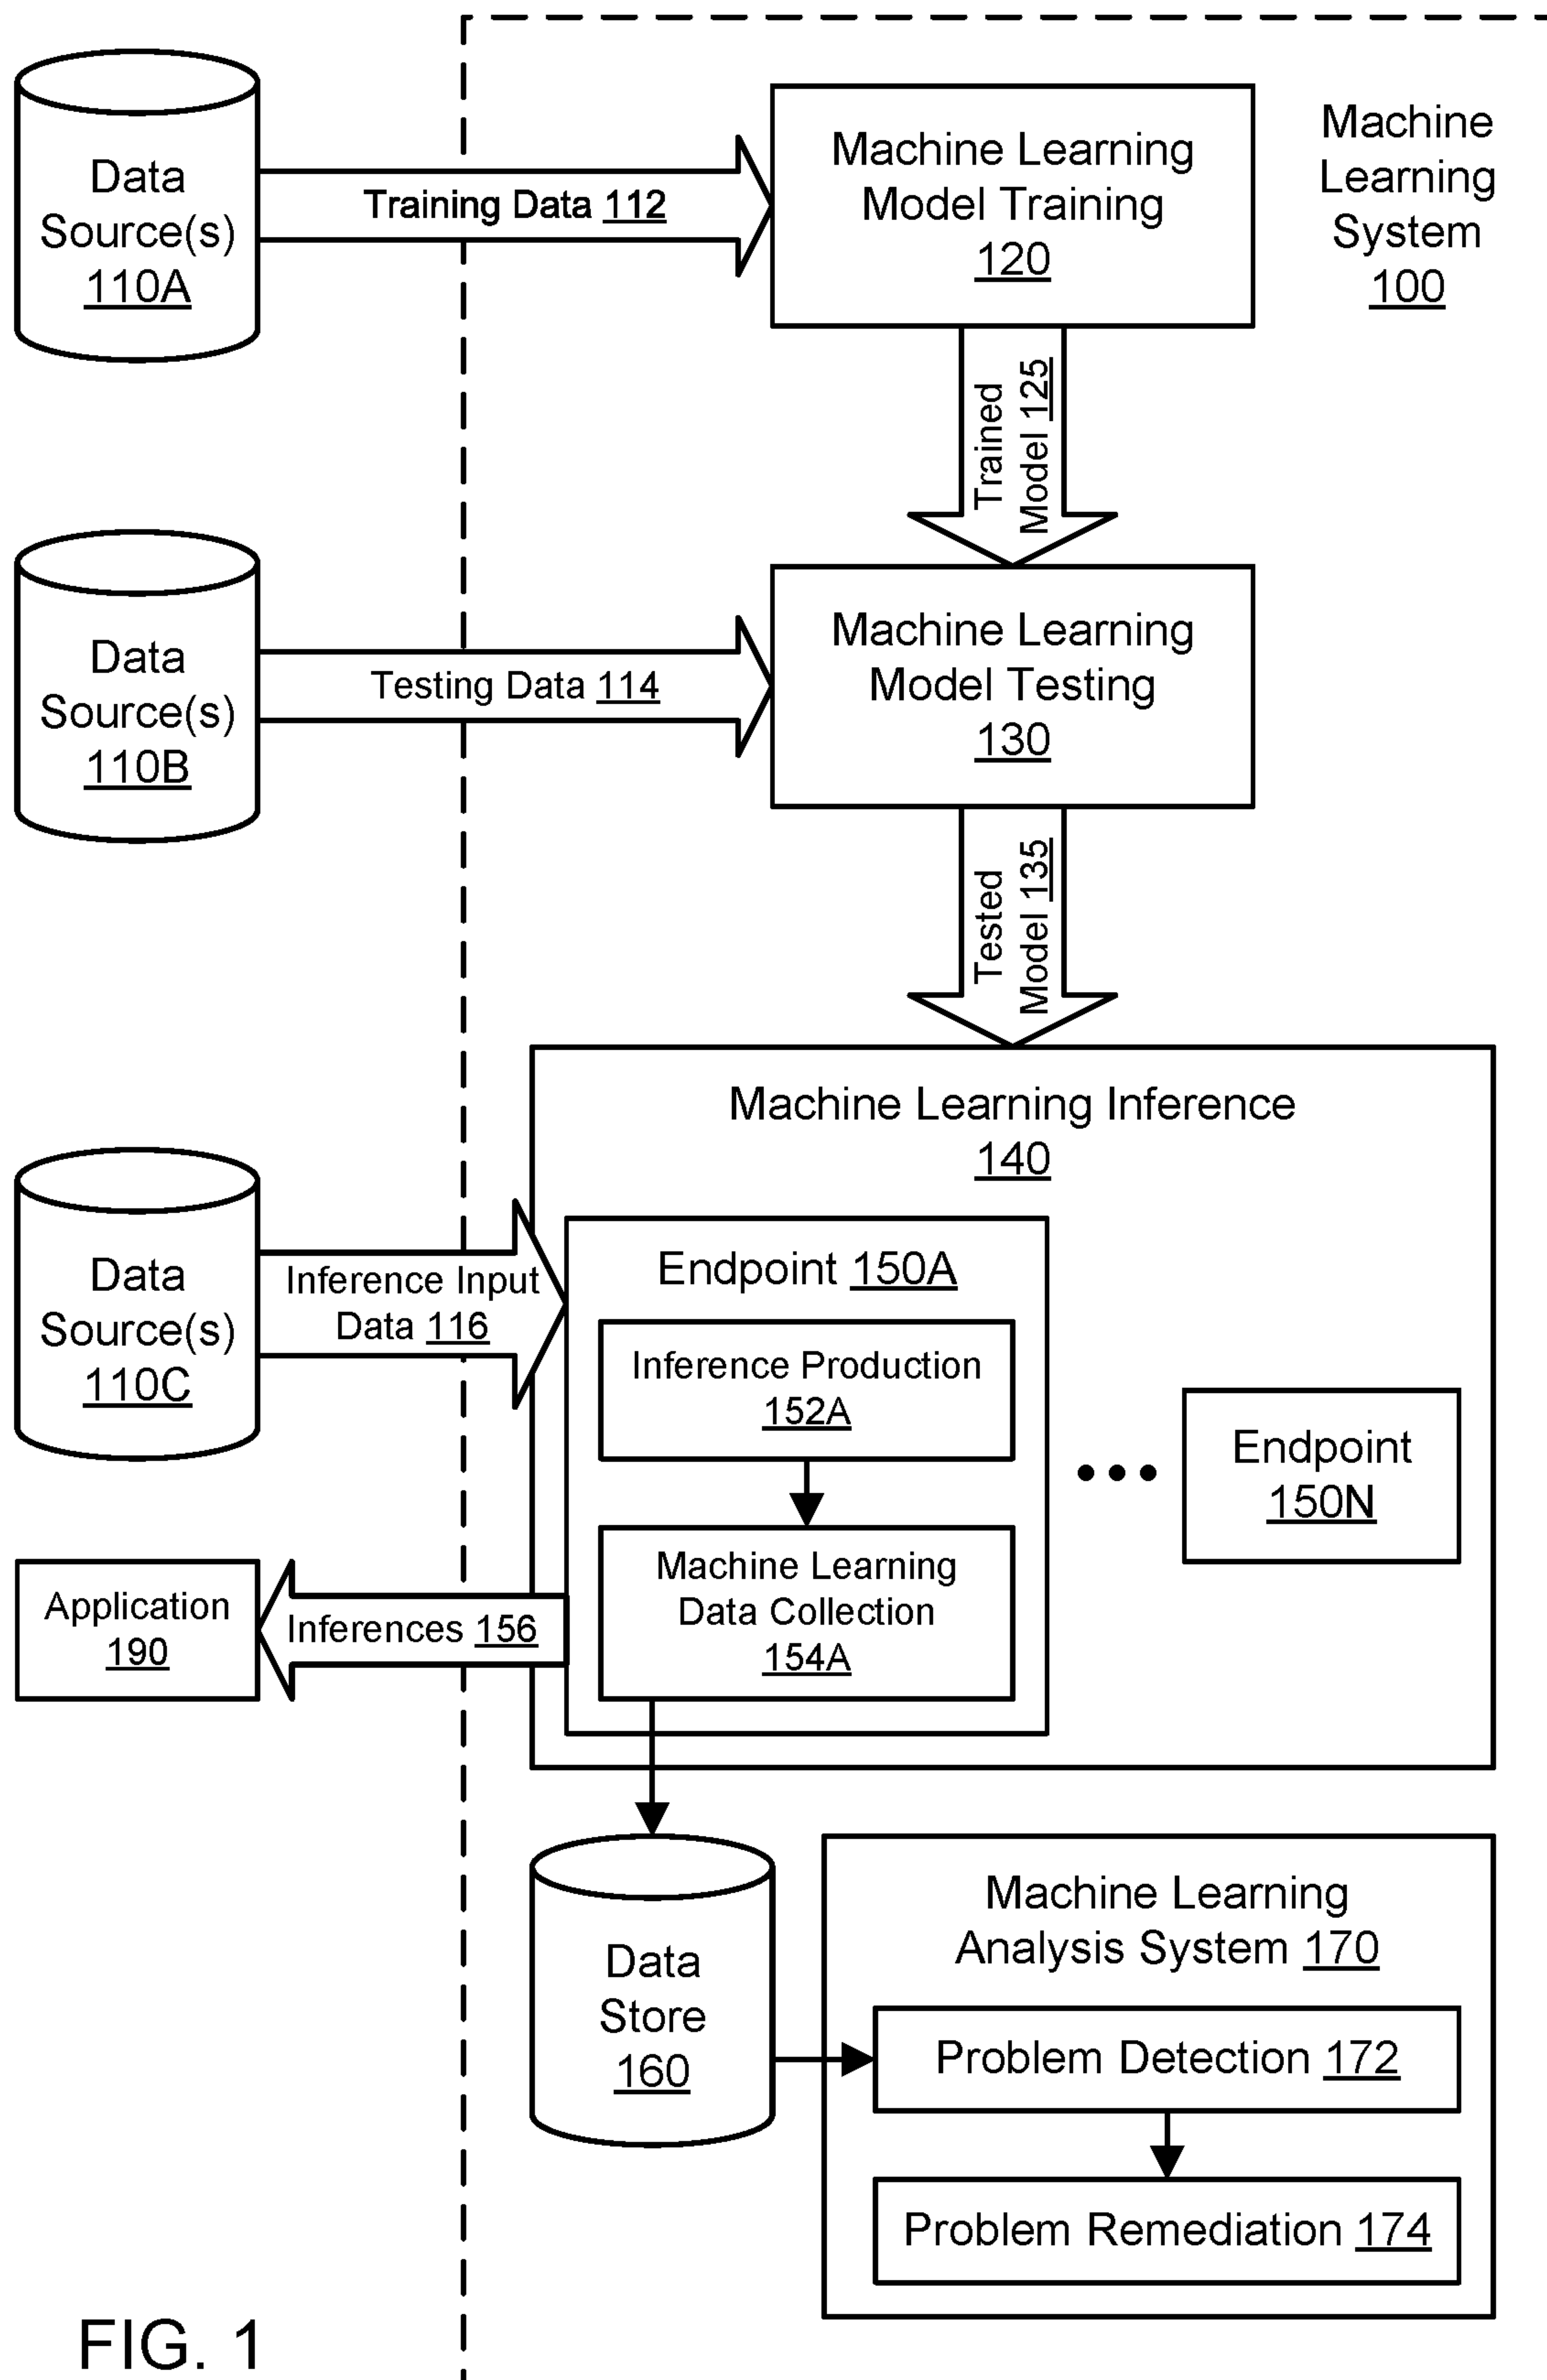 Machine
Learning
System
100
Data
Source(s)
110A
Training Data 112
Machine Learning
Model Training
120
Trained
Model 125
Data
Source(s)
110B
Testing Data 114
Machine Learning
Model Testing
130
Tested
Model 135
Machine Learning Inference
140
Data
Source(s)
110C
Inference Input
Data 116
Endpoint 150A
Inference Production
152A
Machine Learning
Data Collection
154A
Endpoint
150N
Application
190
Inferences 156
Data
Store
160
Machine Learning
Analysis System 170
Problem Detection 172
Problem Remediation 174
FIG. 1